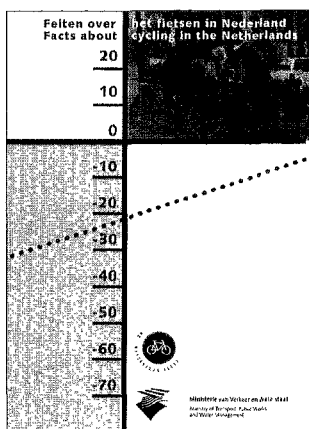 Feiten over het fietsen in Nederland
Facts about cycling in the Netherlands
20
10
0
-10
-20
-30
-40
-50
-60
-70
Ministerie van Verkeer en Waterstaat
Ministry of Transport, Public Works
and Water Management